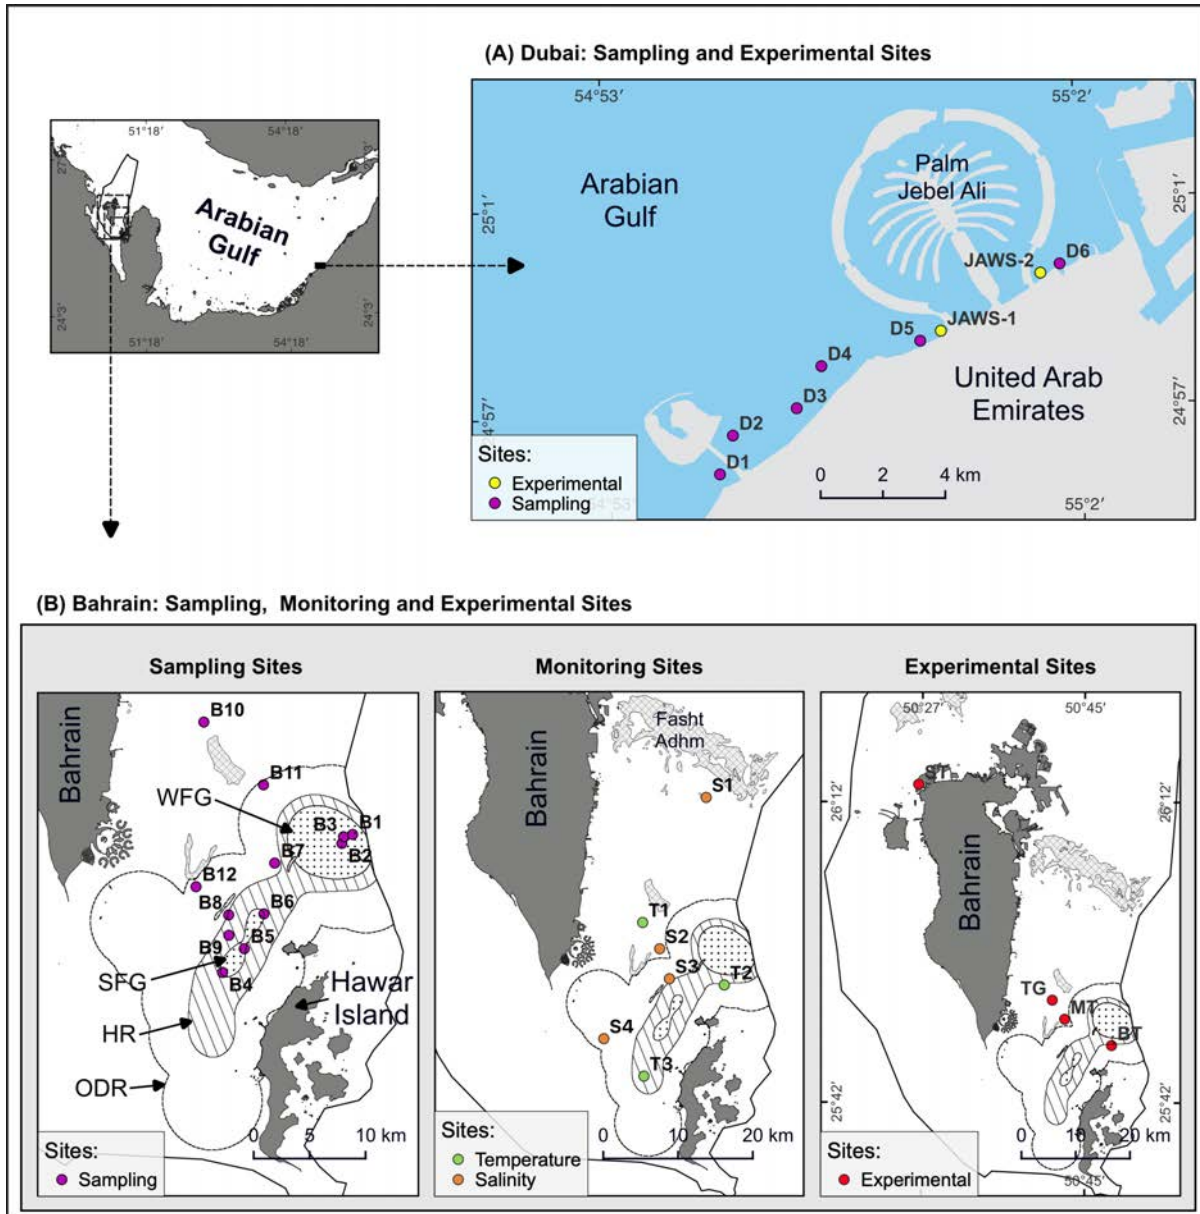 (A) Dubai: Sampling and Experimental Sites
54°53′
55°2′
51°18′
54°18′
Arabian
Gulf
24°3′
24°3′
51°18′
54°18′
Arabian
Gulf
Palm
Jebel Ali
25°1′
25°1′
JAWS-2
D6
JAWS-1
D5
D4
D3
D2
D1
United Arab
Emirates
24°57′
24°57′
Sites:
Experimental
Sampling
0 2 4 km
54°53′
55°2′
(B) Bahrain: Sampling, Monitoring and Experimental Sites
Sampling Sites
Bahrain
B10
B11
WFG
B3
B1
B2
B7
B12
B8
B6
B9
B5
SFG
B4
Hawar
Island
HR
ODR
0 5 10 km
Sites:
Sampling
Monitoring Sites
Fasht
Adhm
Bahrain
S1
T1
S2
S3
T2
S4
T3
Sites:
Temperature
Salinity
0 10 20 km
Experimental Sites
50°27′
50°45′
ST
26°12′
26°12′
Bahrain
TG
MT
BT
25°42′
25°42′
Sites:
Experimental
0 10 20 km
50°45′